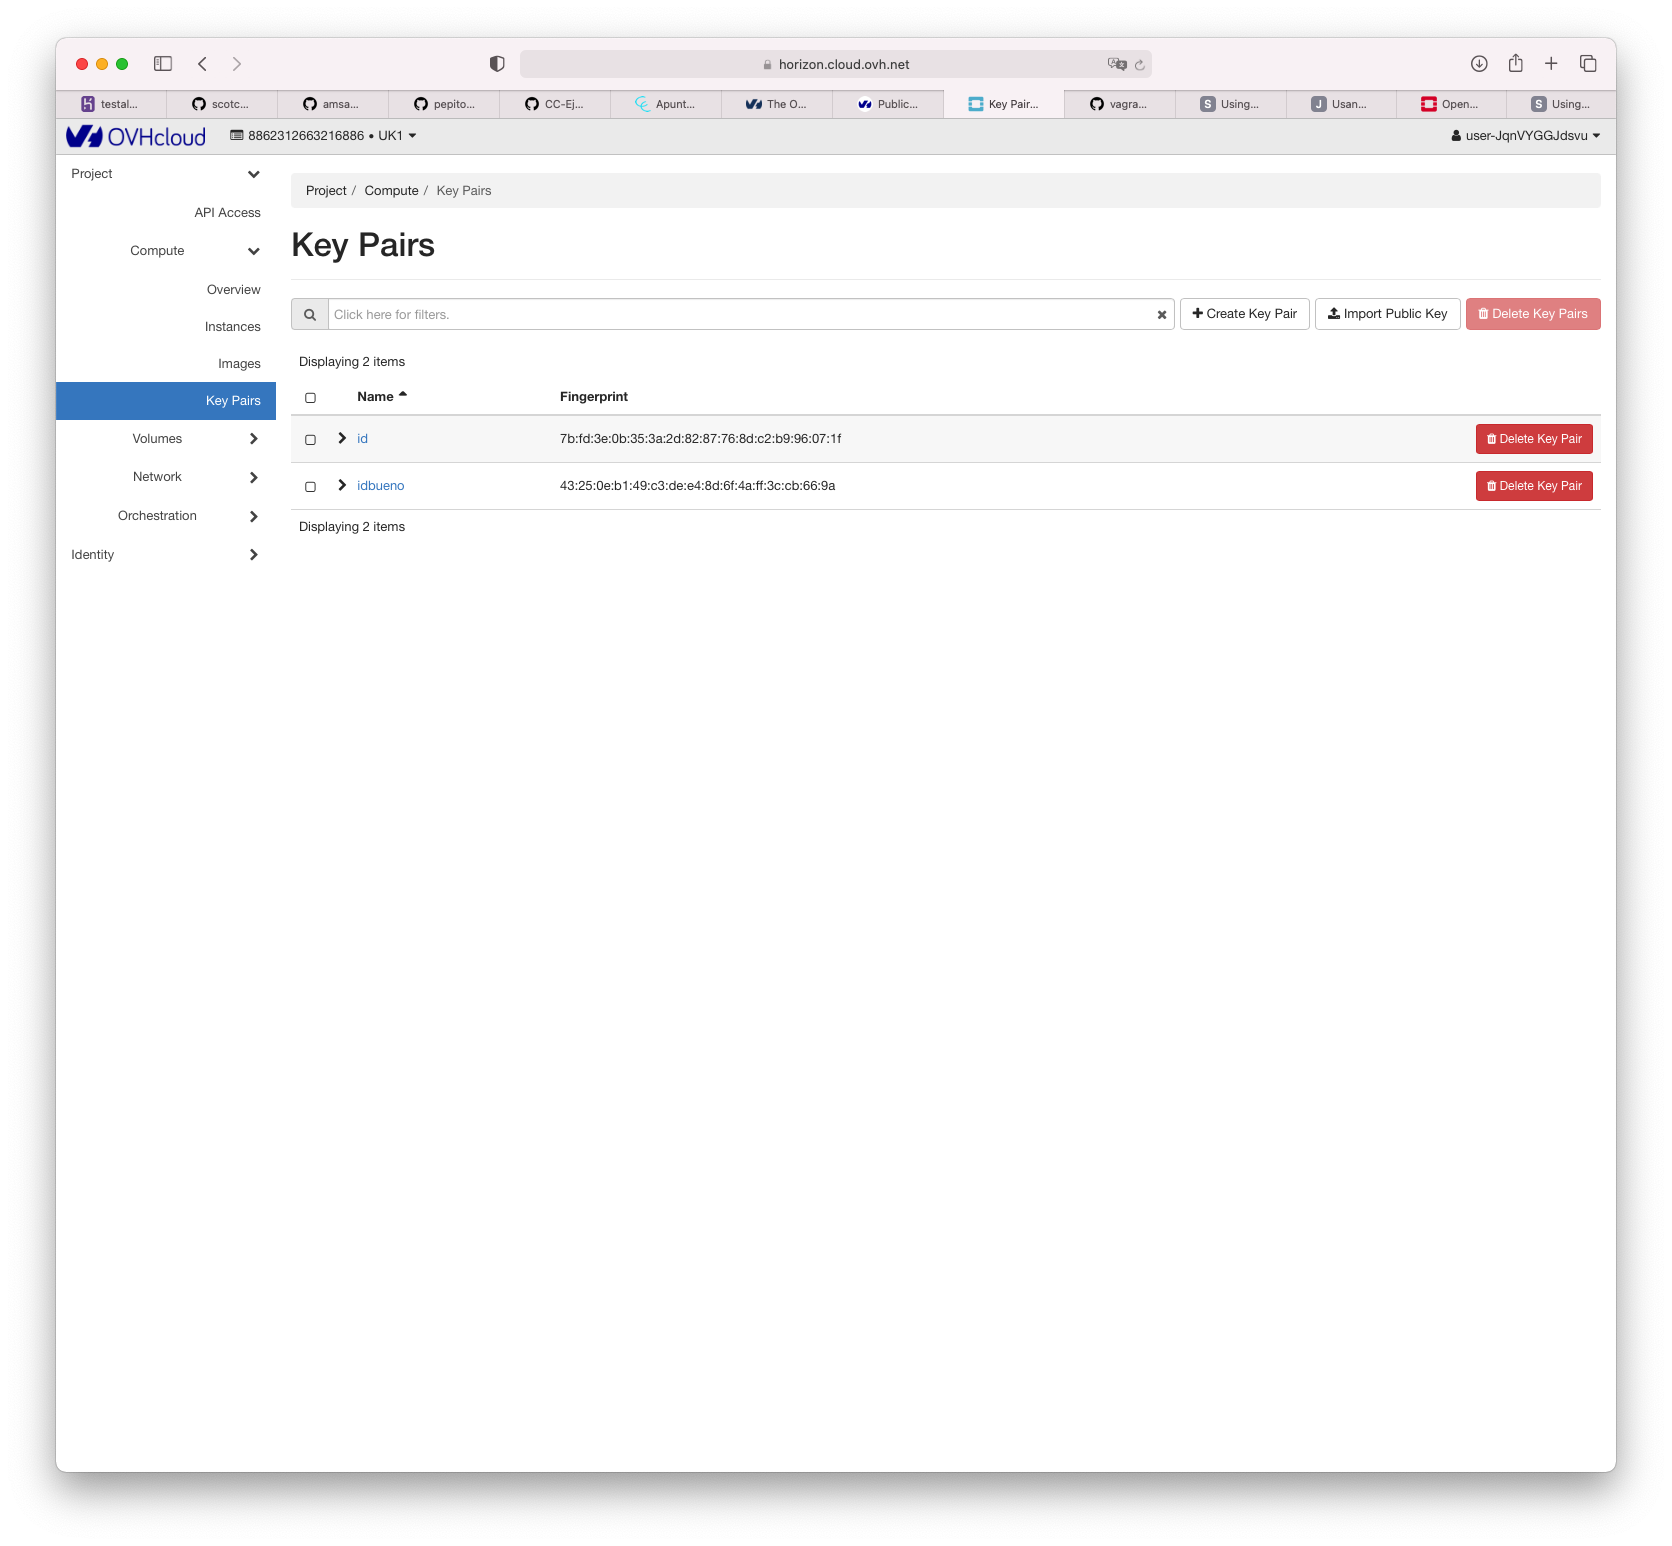 horizon.cloud.ovh.net
testal...
scotc...
amsa...
pepito...
CC-Ej...
Apunt...
The O...
Public...
Key Pair...
vagra...
S Using...
J Usan...
Open...
S Using...
OVHcloud
8862312663216886 • UK1
user-JqnVYGGJdsvu
Project
API Access
Compute
Overview
Instances
Images
Key Pairs
Volumes
Network
Orchestration
Identity
Project / Compute / Key Pairs
Key Pairs
Click here for filters.
Create Key Pair
Import Public Key
Delete Key Pairs
Displaying 2 items
Name Fingerprint
id 7b:fd:3e:0b:35:3a:2d:82:87:76:8d:c2:b9:96:07:1f Delete Key Pair
idbueno 43:25:0e:b1:49:c3:de:e4:8d:6f:4a:ff:3c:cb:66:9a Delete Key Pair
Displaying 2 items